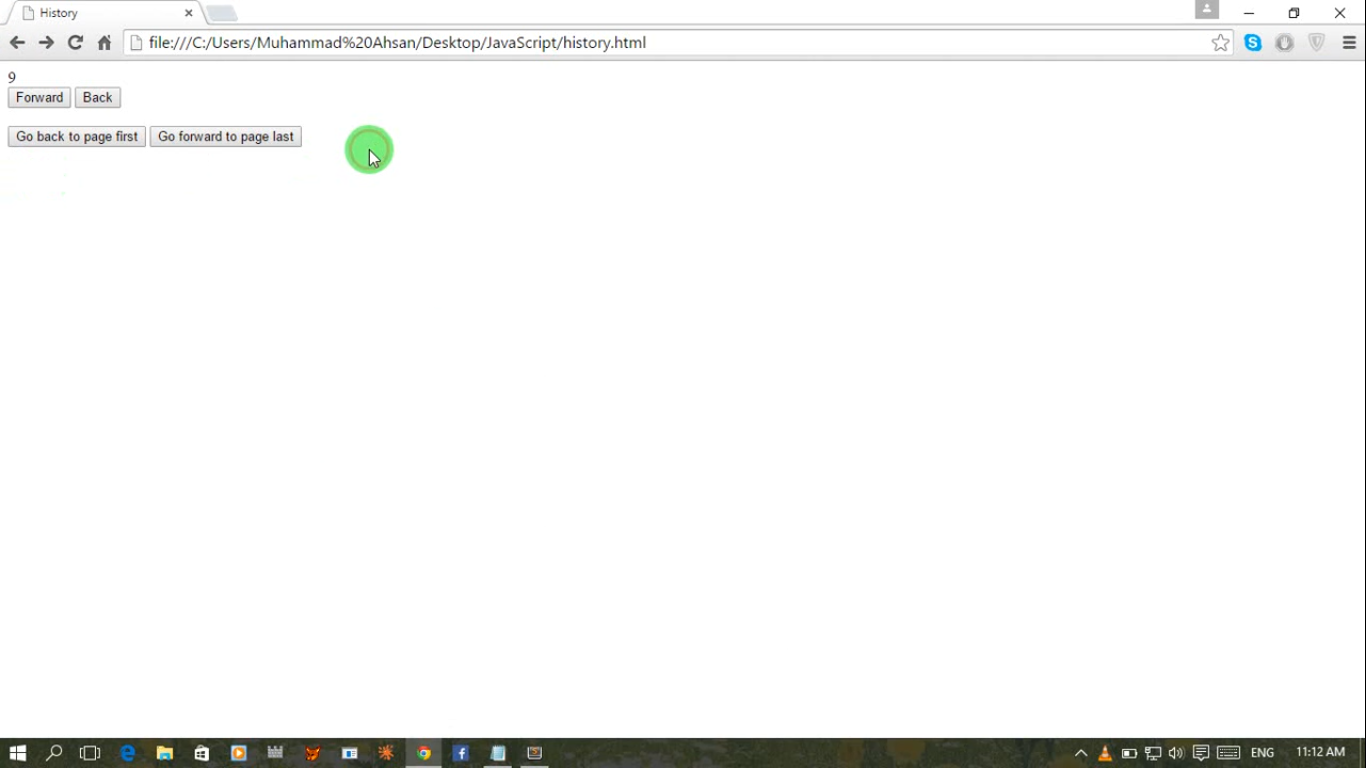 History
file:///C:/Users/Muhammad%20Ahsan/Desktop/JavaScript/history.html
9
Forward Back
Go back to page first Go forward to page last
ENG 11:12 AM